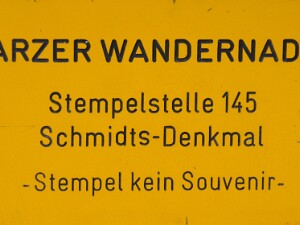 ARZER WANDERNAD
Stempelstelle 145
Schmidts-Denkmal
-Stempel kein Souvenir-